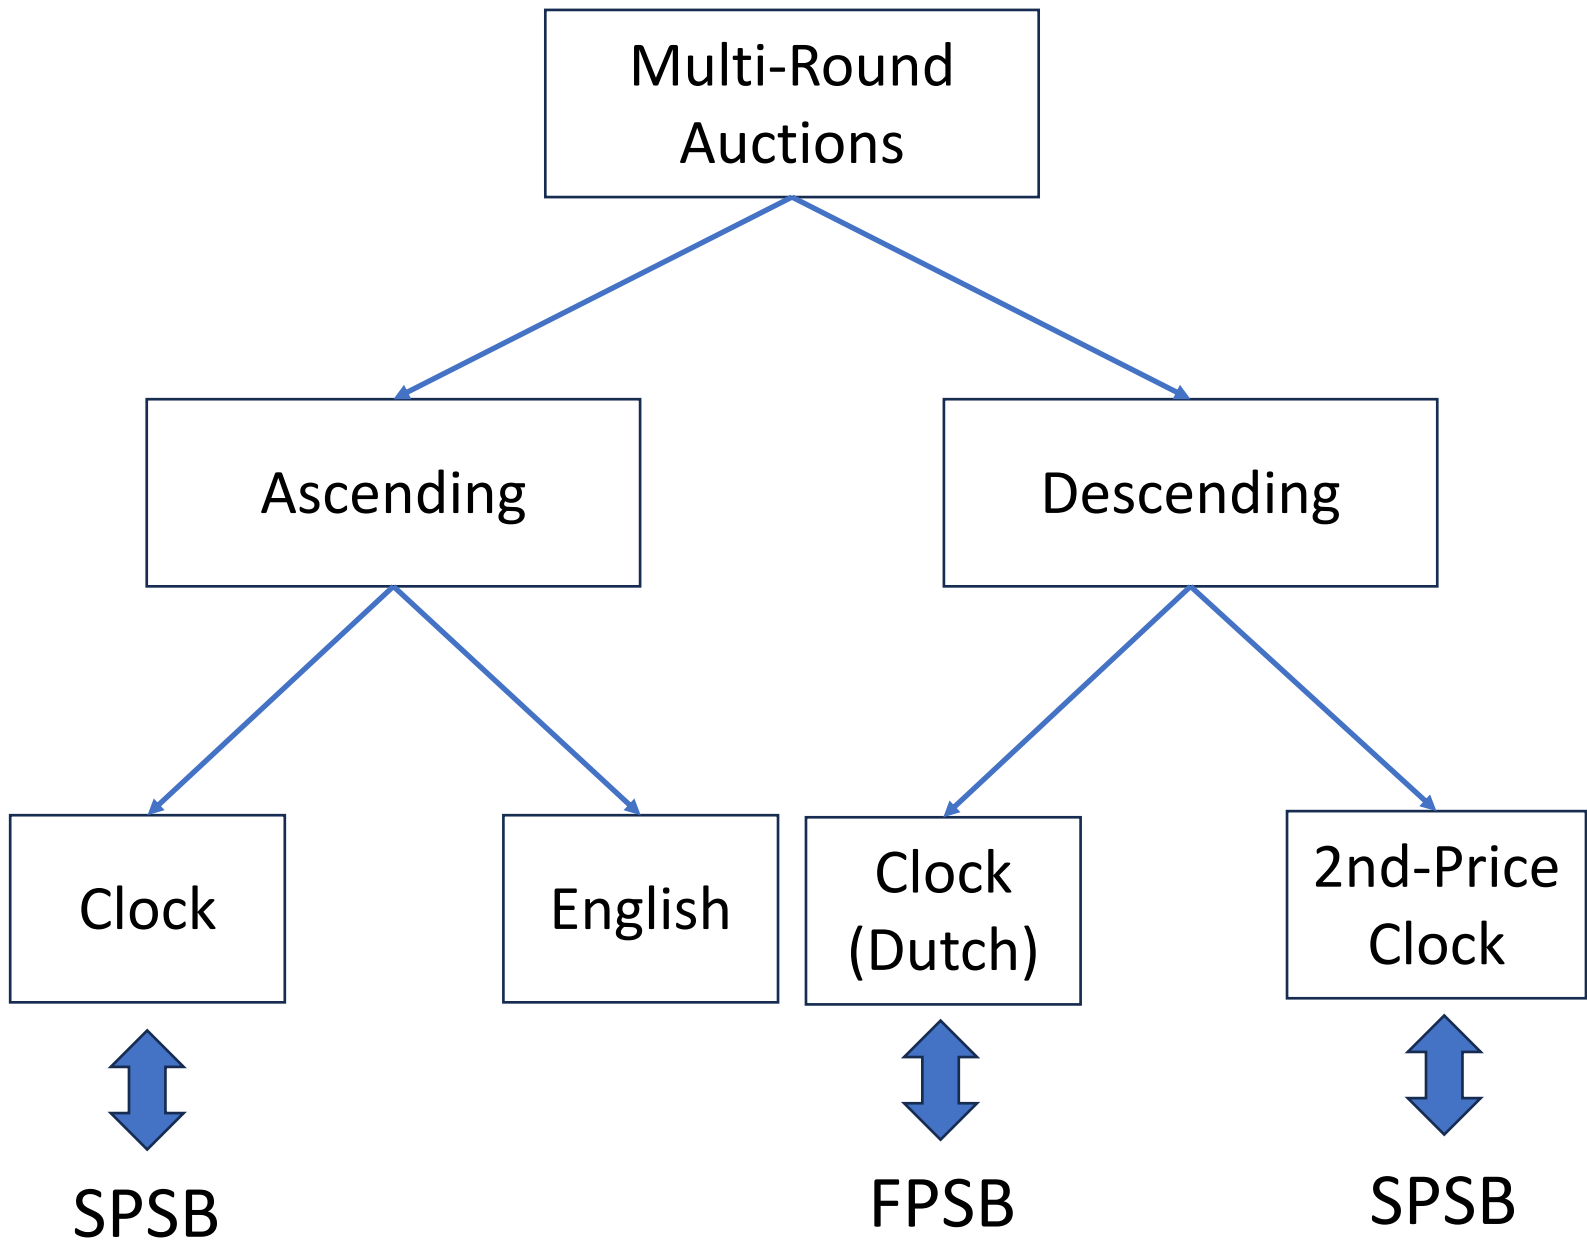 Multi-Round
Auctions
Ascending
Descending
Clock
English
Clock
(Dutch)
2nd-Price
Clock
SPSB
FPSB
SPSB